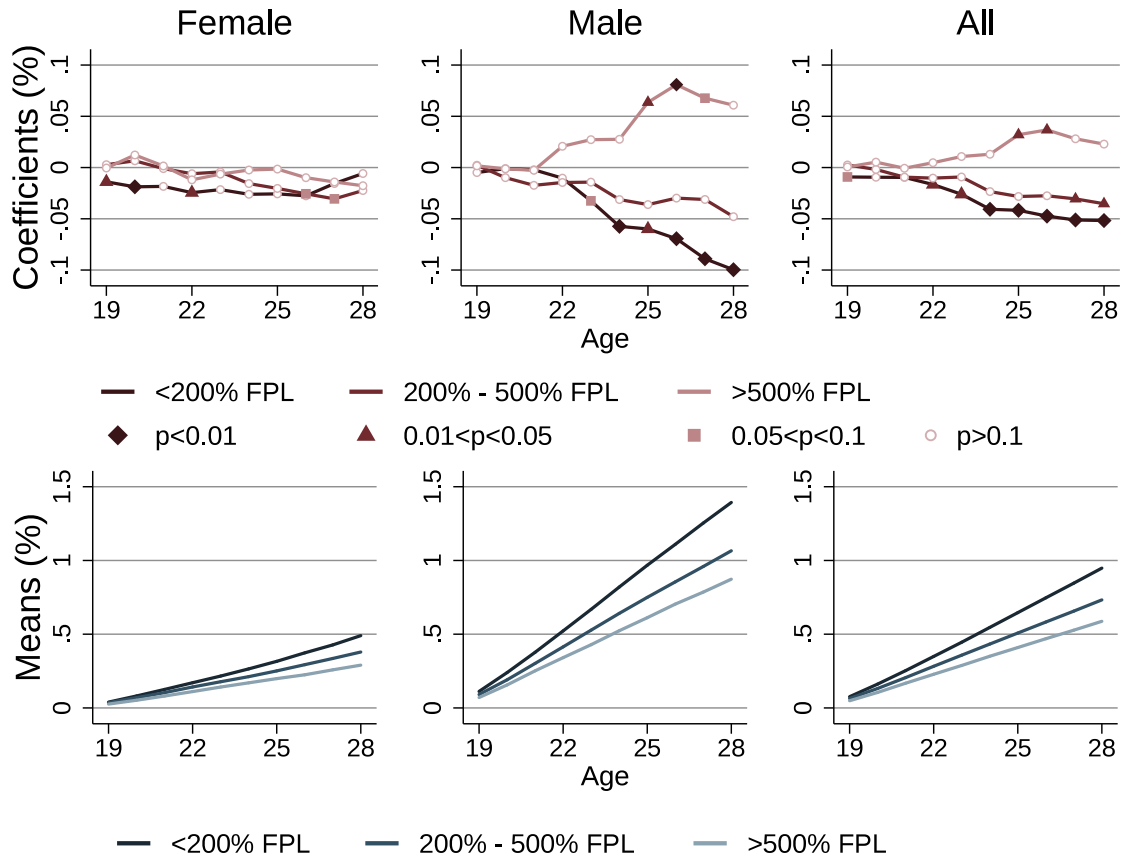 Female Male All
Coefficients (%)
.1 .1 .1
.05 .05 .05
0 0 0
-.05 -.05 -.05
-.1 -.1 -.1
19 22 25 28 19 22 25 28 19 22 25 28
Age
<200% FPL 200% - 500% FPL >500% FPL
p<0.01 0.01<p<0.05 0.05<p<0.1 p>0.1
Means (%)
1.5 1.5 1.5
1 1 1
.5 .5 .5
0 0 0
19 22 25 28 19 22 25 28 19 22 25 28
Age
<200% FPL 200% - 500% FPL >500% FPL